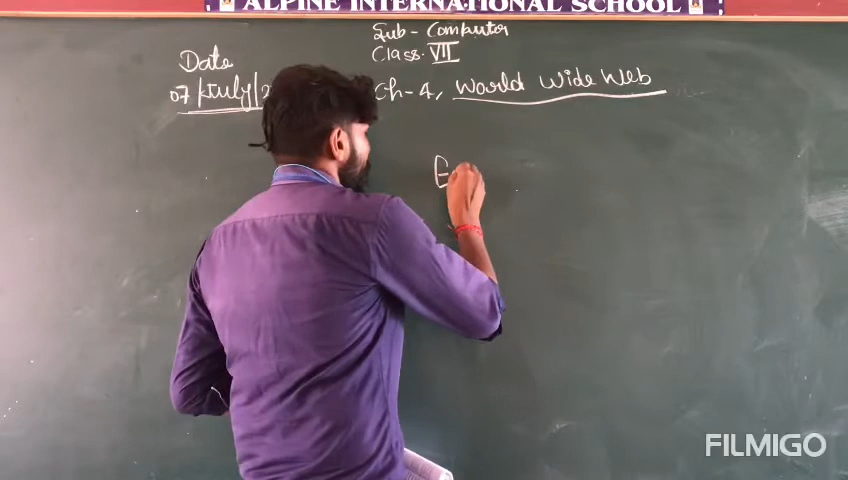 ALPINE INTERNATIONAL SCHOOL
Sub - Computer
Class - VII
Date
07/July/2
Ch-4, World Wide Web
E
FILMIGO